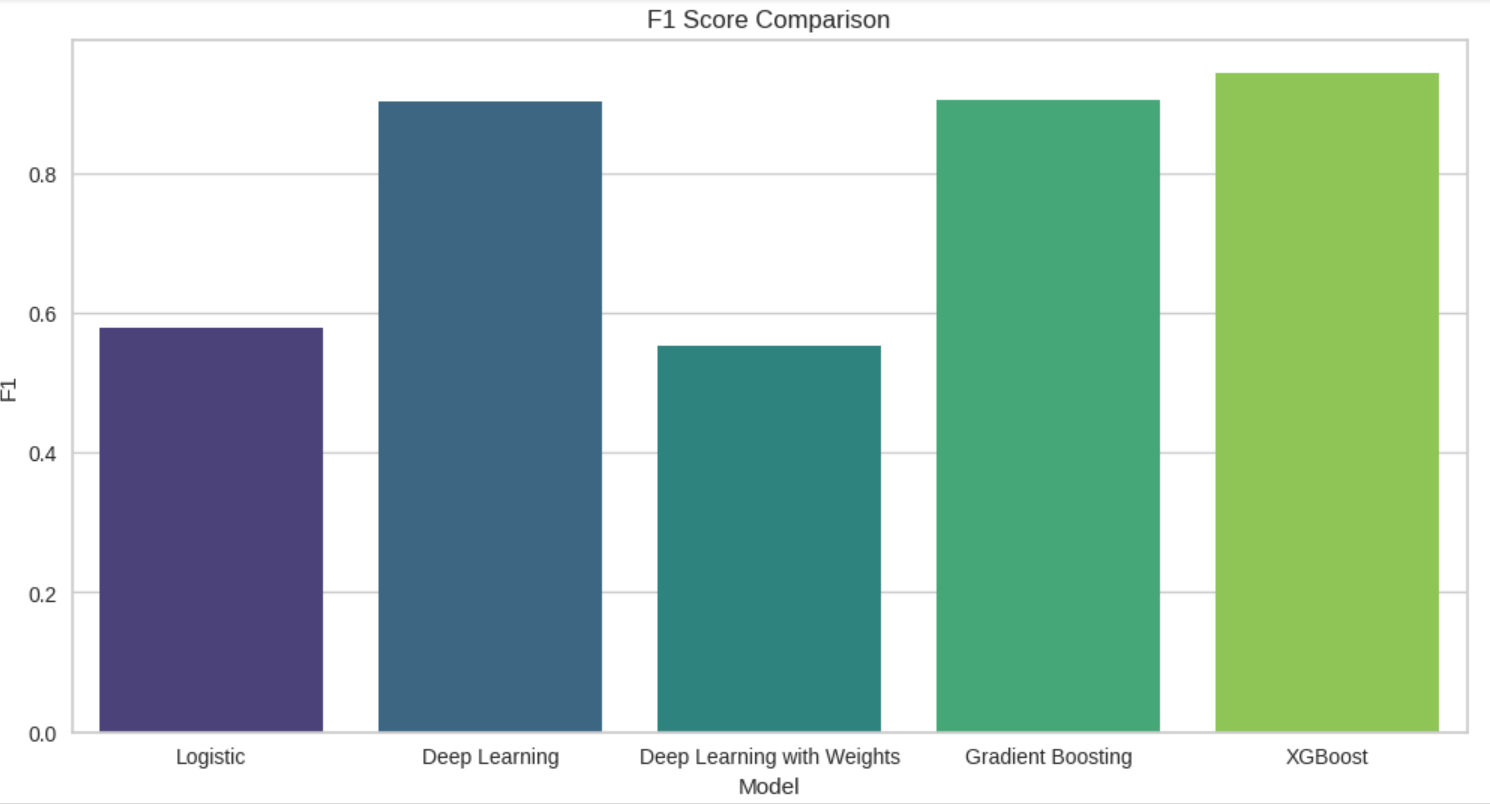 F1 Score Comparison
0.8
0.6
F1
0.4
0.2
0.0
Logistic Deep Learning Deep Learning with Weights Gradient Boosting XGBoost
Model